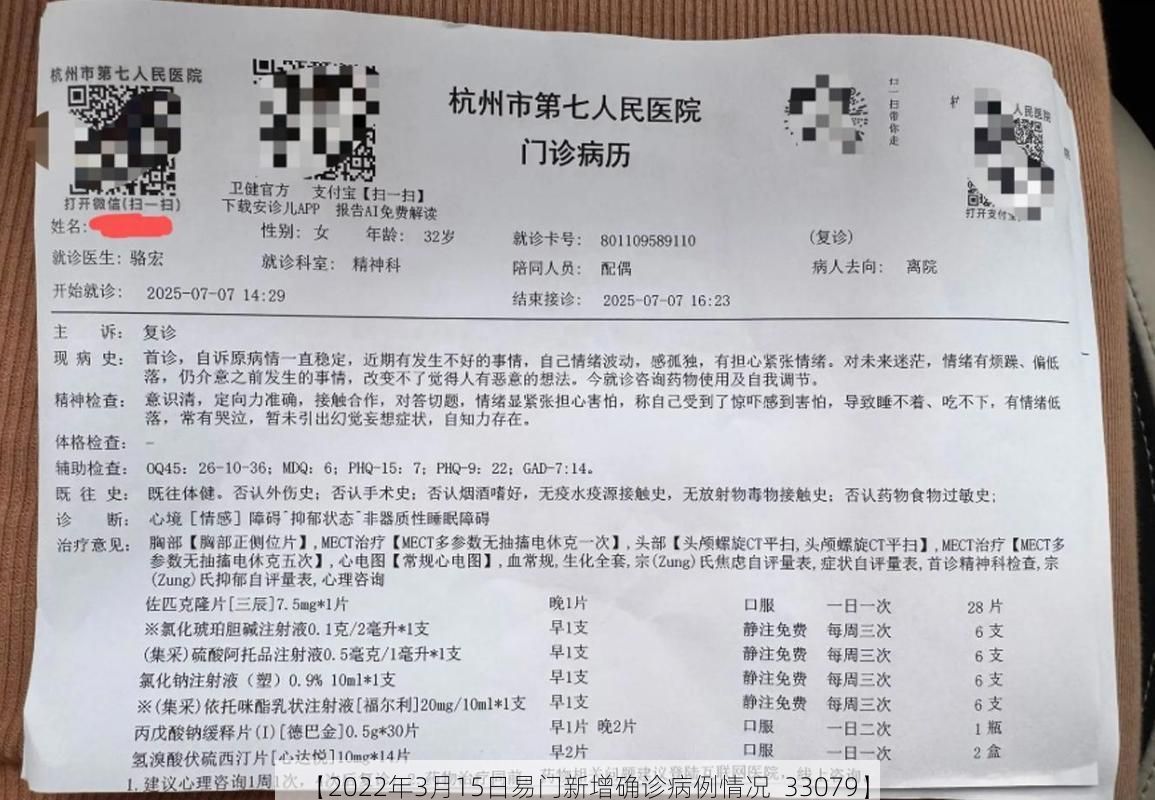 杭州市第七人民医院
打开微信(扫一扫)
卫健官方 支付宝【扫一扫】
下载安诊儿APP 报告AI免费解读
杭州市第七人民医院
门诊病历
扫一扫带你走
人民医院
打开支付宝
姓名:
性别: 女 年龄: 32岁
就诊卡号: 801109589110
(复诊)
就诊医生: 骆宏
就诊科室: 精神科
陪同人员: 配偶
病人去向: 离院
开始就诊: 2025-07-07 14:29
结束接诊: 2025-07-07 16:23
主 诉: 复诊
现 病 史: 首诊, 自诉原病情一直稳定, 近期有发生不好的事情, 自己情绪波动, 感孤独, 有担心紧张情绪。对未来迷茫, 情绪有烦躁、偏低
落, 仍介意之前发生的事情, 改变不了觉得人有恶意的想法。今就诊咨询药物使用及自我调节。
精神检查: 意识清, 定向力准确, 接触合作, 对答切题, 情绪显紧张担心害怕, 称自己受到了惊吓感到害怕, 导致睡不着、吃不下, 有情绪低
落, 常有哭泣, 暂未引出幻觉妄想症状, 自知力存在。
体格检查: -
辅助检查: OQ45: 26-10-36; MDQ: 6; PHQ-15: 7; PHQ-9: 22; GAD-7:14。
既 往 史: 既往体健。否认外伤史; 否认手术史; 否认烟酒嗜好, 无疫水疫源接触史, 无放射物毒物接触史; 否认药物食物过敏史;
诊 断: 心境[情感]障碍^抑郁状态^非器质性睡眠障碍
治疗意见: 胸部【胸部正侧位片】,MECT治疗【MECT多参数无抽搐电休克一次】,头部【头颅螺旋CT平扫,头颅螺旋CT平扫】,MECT治疗【MECT多
参数无抽搐电休克五次】,心电图【常规心电图】,血常规,生化全套,宗(Zung)氏焦虑自评量表,症状自评量表,首诊精神科检查,宗
(Zung)氏抑郁自评量表,心理咨询
佐匹克隆片[三辰]7.5mg*1片 晚1片 口服 一日一次 28 片
※氯化琥珀胆碱注射液0.1克/2毫升*1支 早1支 静注免费 每周三次 6 支
(集采)硫酸阿托品注射液0.5毫克/1毫升*1支 早1支 静注免费 每周三次 6 支
氯化钠注射液（塑）0.9% 10ml*1支 早1支 静注免费 每周三次 6 支
※(集采)依托咪酯乳状注射液[福尔利]20mg/10ml*1支 早1支 静注免费 每周三次 6 支
丙戊酸钠缓释片(I)[德巴金]0.5g*30片 早1片 晚2片 口服 一日二次 1 瓶
氢溴酸伏硫西汀片[心达悦]10mg*14片 早2片 口服 一日一次 2 盒
1.建议心理咨询1周1次,
【2022年3月15日易门新增确诊病例情况_33079】